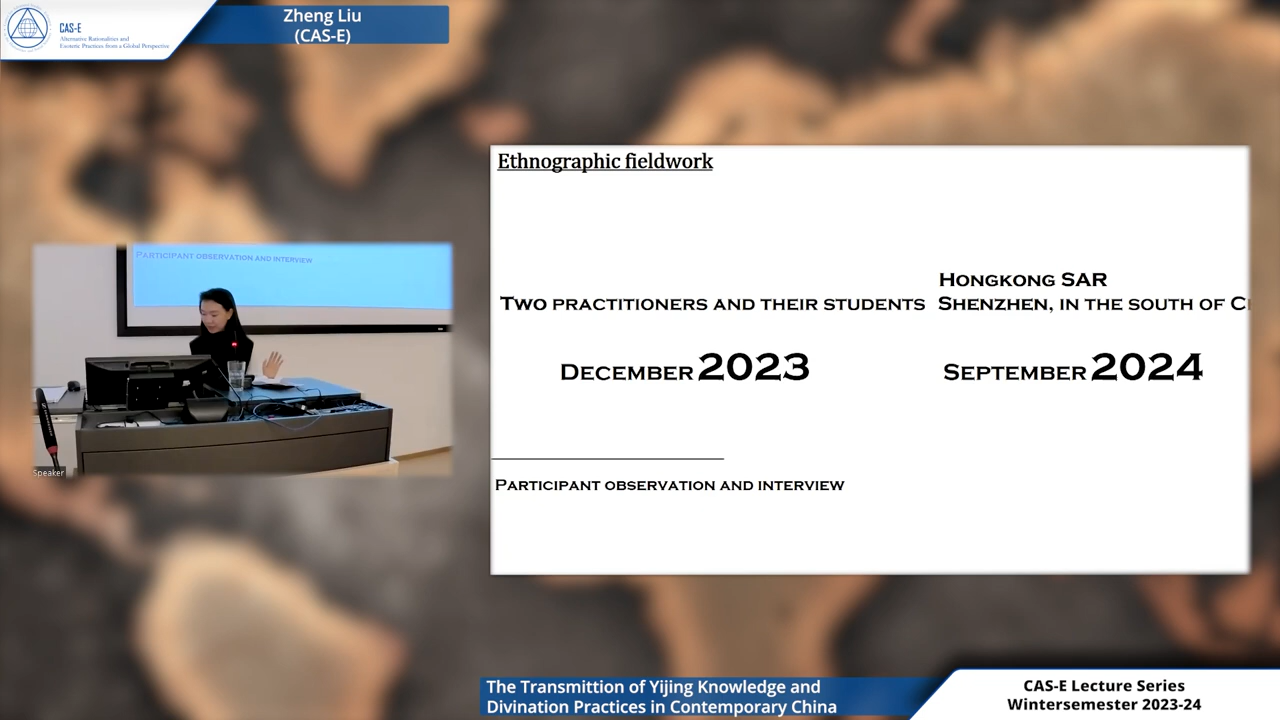 CAS-E
Alternative Rationalities and
Esoteric Practices from a Global Perspective
Zheng Liu
(CAS-E)
Ethnographic fieldwork
Hongkong SAR
Two practitioners and their students Shenzhen, in the south of C
December 2023 September 2024
Participant observation and interview
Participant observation and interview
Speaker
The Transmittion of Yijing Knowledge and
Divination Practices in Contemporary China
CAS-E Lecture Series
Wintersemester 2023-24